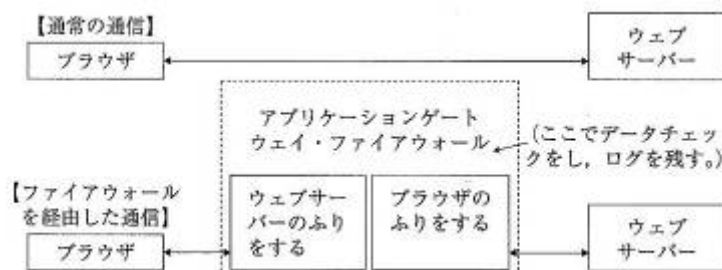 【通常の通信】
ブラウザ
ウェブ
サーバー
アプリケーションゲート
ウェイ・ファイアウォール
(ここでデータチェッ
クをし,ログを残す。)
【ファイアウォール
を経由した通信】
ブラウザ
ウェブサー
バーのふり
をする
ブラウザの
ふりをする
ウェブ
サーバー